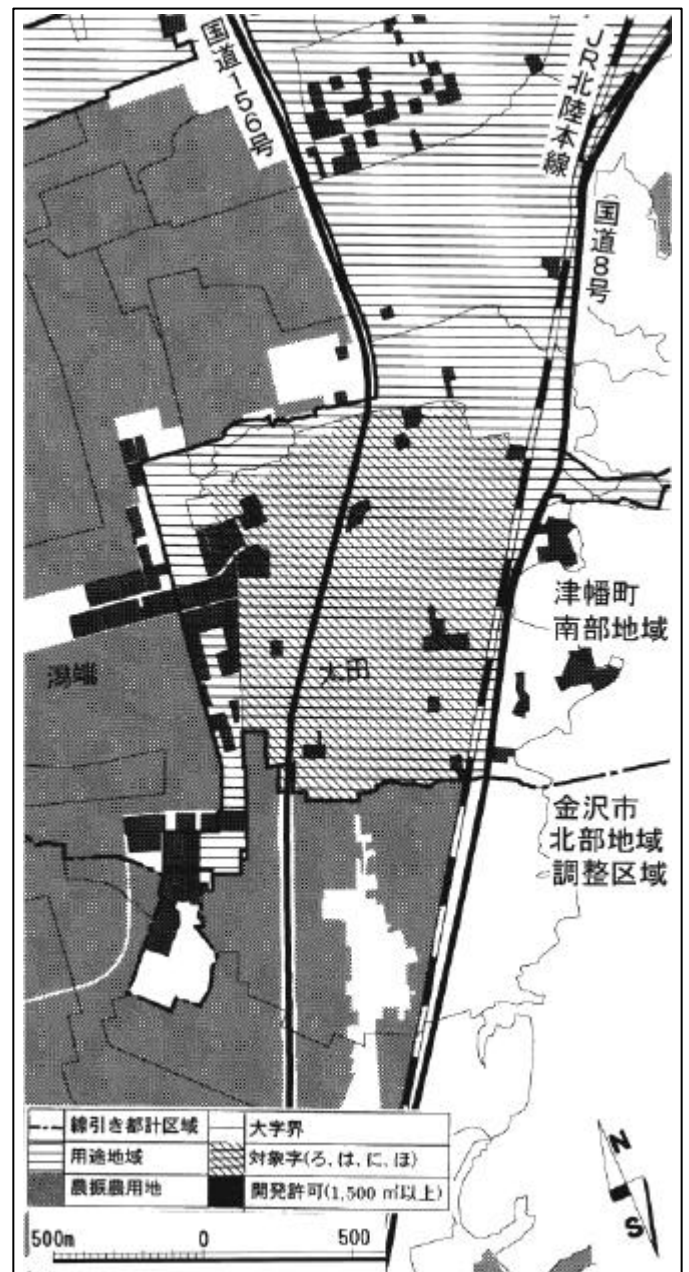 国道156号
JR北陸本線
国道8号
津幡町
南部地域
潟端
太田
金沢市
北部地域
調整区域
線引き都計区域
大字界
用途地域
対象字(ろ、は、に、ほ)
農振農用地
開発許可(1,500 ㎡以上)
N
S
500m 0 500